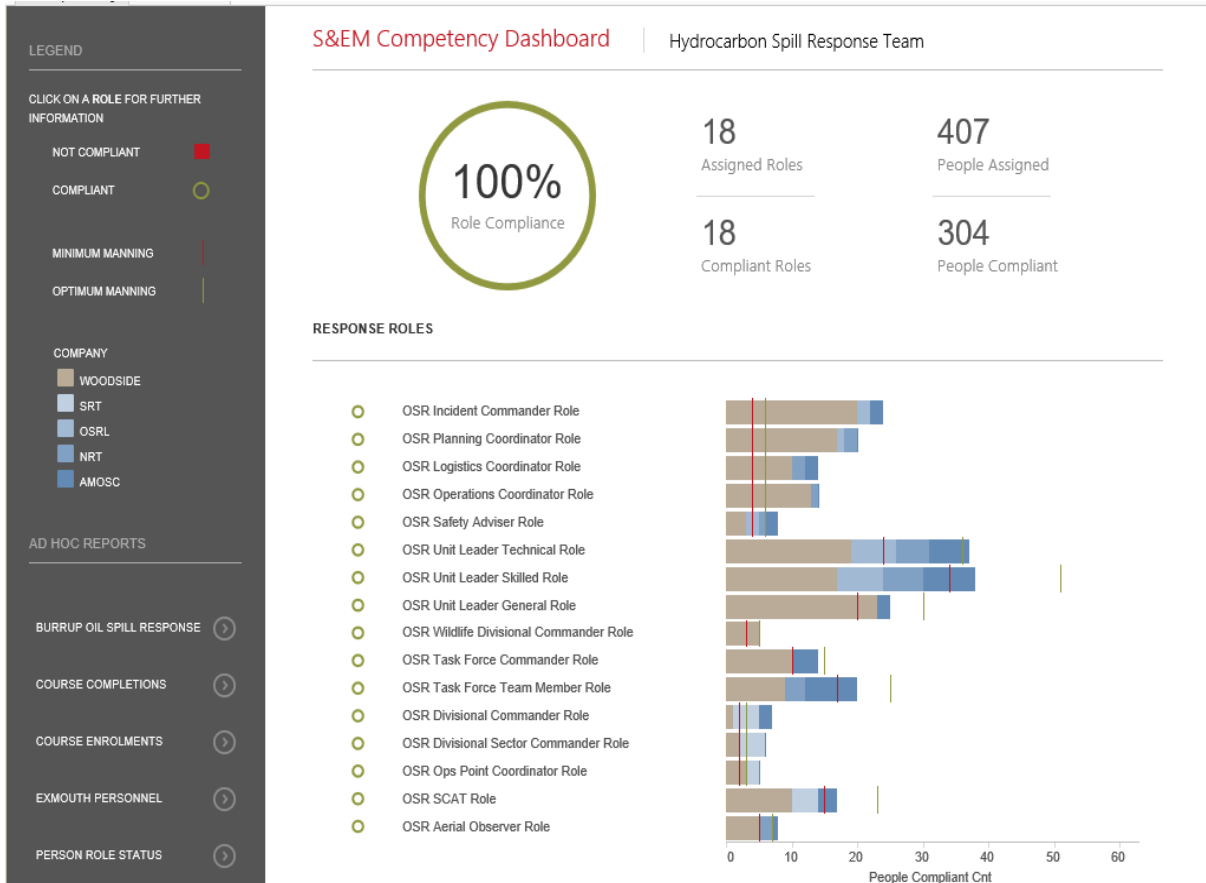 LEGEND
CLICK ON A ROLE FOR FURTHER
INFORMATION
NOT COMPLIANT
COMPLIANT
MINIMUM MANNING
OPTIMUM MANNING
COMPANY
WOODSIDE
SRT
OSRL
NRT
AMOSC
AD HOC REPORTS
BURRUP OIL SPILL RESPONSE
COURSE COMPLETIONS
COURSE ENROLMENTS
EXMOUTH PERSONNEL
PERSON ROLE STATUS
S&EM Competency Dashboard
Hydrocarbon Spill Response Team
100%
Role Compliance
18
Assigned Roles
407
People Assigned
18
Compliant Roles
304
People Compliant
RESPONSE ROLES
OSR Incident Commander Role
OSR Planning Coordinator Role
OSR Logistics Coordinator Role
OSR Operations Coordinator Role
OSR Safety Adviser Role
OSR Unit Leader Technical Role
OSR Unit Leader Skilled Role
OSR Unit Leader General Role
OSR Wildlife Divisional Commander Role
OSR Task Force Commander Role
OSR Task Force Team Member Role
OSR Divisional Commander Role
OSR Divisional Sector Commander Role
OSR Ops Point Coordinator Role
OSR SCAT Role
OSR Aerial Observer Role
0 10 20 30 40 50 60
People Compliant Cnt